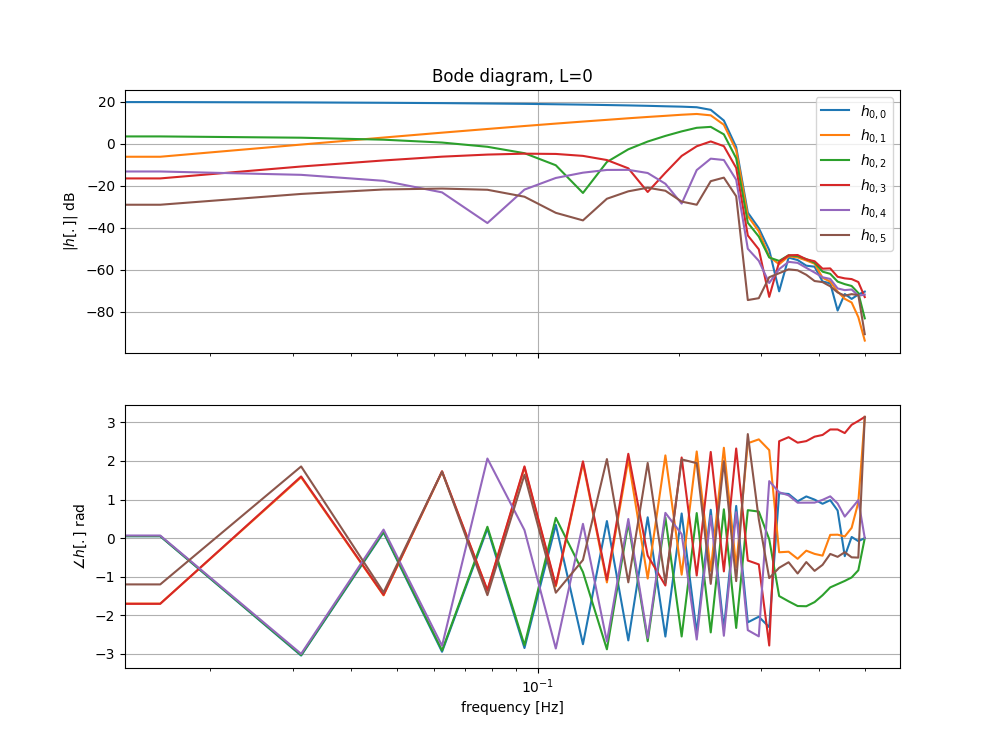 Bode diagram, L=0
|h[.]| dB
20
0
−20
−40
−60
−80
h0,0
h0,1
h0,2
h0,3
h0,4
h0,5
∠h[.] rad
3
2
1
0
−1
−2
−3
10−1
frequency [Hz]